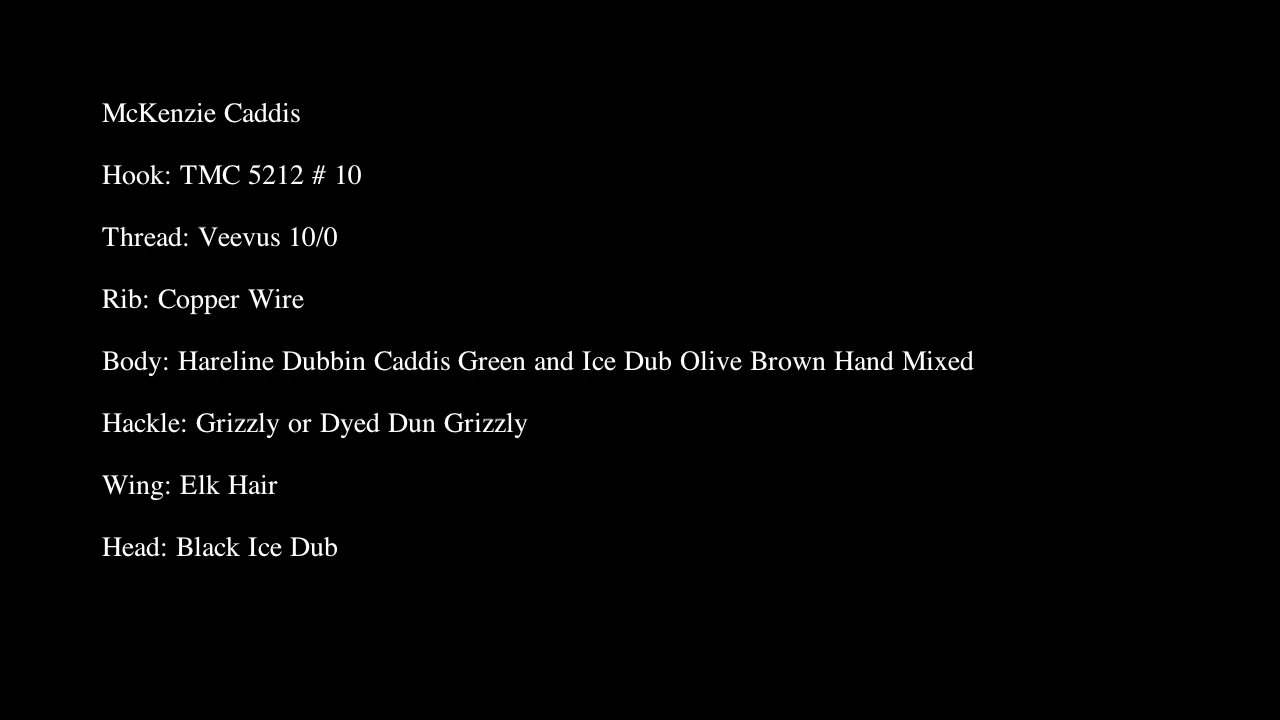 McKenzie Caddis
Hook: TMC 5212 # 10
Thread: Veevus 10/0
Rib: Copper Wire
Body: Hareline Dubbin Caddis Green and Ice Dub Olive Brown Hand Mixed
Hackle: Grizzly or Dyed Dun Grizzly
Wing: Elk Hair
Head: Black Ice Dub